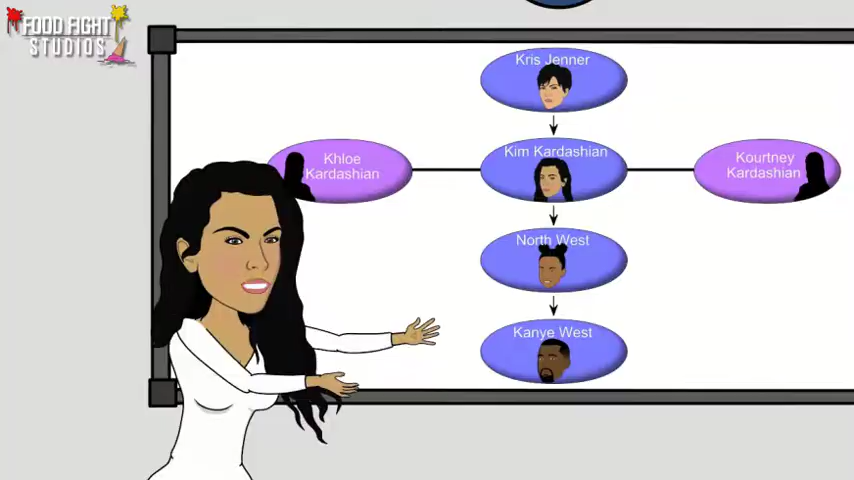 FOOD FIGHT
STUDIOS
Kris Jenner
Khloe
Kardashian
Kim Kardashian
Kourtney
Kardashian
North West
Kanye West